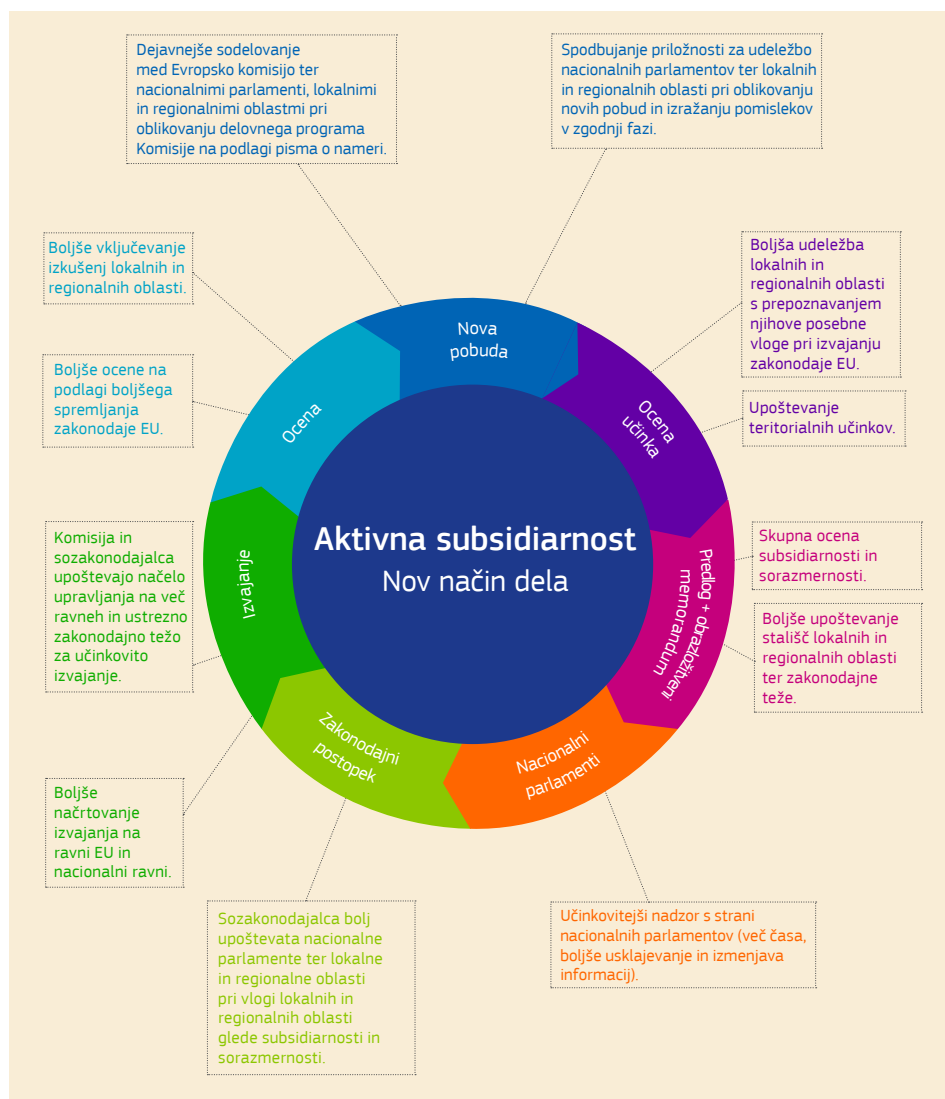 Dejavnejše sodelovanje
med Evropsko komisijo ter
nacionalnimi parlamenti, lokalnimi
in regionalnimi oblastmi pri
oblikovanju delovnega programa
Komisije na podlagi pisma o nameri.
Spodbujanje priložnosti za udeležbo
nacionalnih parlamentov ter lokalnih
in regionalnih oblasti pri oblikovanju
novih pobud in izražanju pomislekov
v zgodnji fazi.
Boljše vključevanje
izkušenj lokalnih in
regionalnih oblasti.
Boljša udeležba
lokalnih in
regionalnih oblasti
s prepoznavanjem
njihove posebne
vloge pri izvajanju
zakonodaje EU.
Boljše ocene na
podlagi boljšega
spremljanja
zakonodaje EU.
Upoštevanje
teritorialnih učinkov.
Nova
pobuda
Ocena
učinka
Ocena
Aktivna subsidiarnost
Nov način dela
Predlog + obrazložitveni
memorandum
Izvajanje
Zakonodajni
postopek
Nacionalni
parlamenti
Komisija in
sozakonodajalca
upoštevajo načelo
upravljanja na več
ravneh in ustrezno
zakonodajno težo
za učinkovito
izvajanje.
Skupna ocena
subsidiarnosti in
sorazmernosti.
Boljše upoštevanje
stališč lokalnih in
regionalnih oblasti
ter zakonodajne
teže.
Boljše
načrtovanje
izvajanja na
ravni EU in
nacionalni ravni.
Sozakonodajalca bolj
upoštevata nacionalne
parlamente ter lokalne
in regionalne oblasti
pri vlogi lokalnih in
regionalnih oblasti
glede subsidiarnosti in
sorazmernosti.
Učinkovitejši nadzor s strani
nacionalnih parlamentov (več časa,
boljše usklajevanje in izmenjava
informacij).